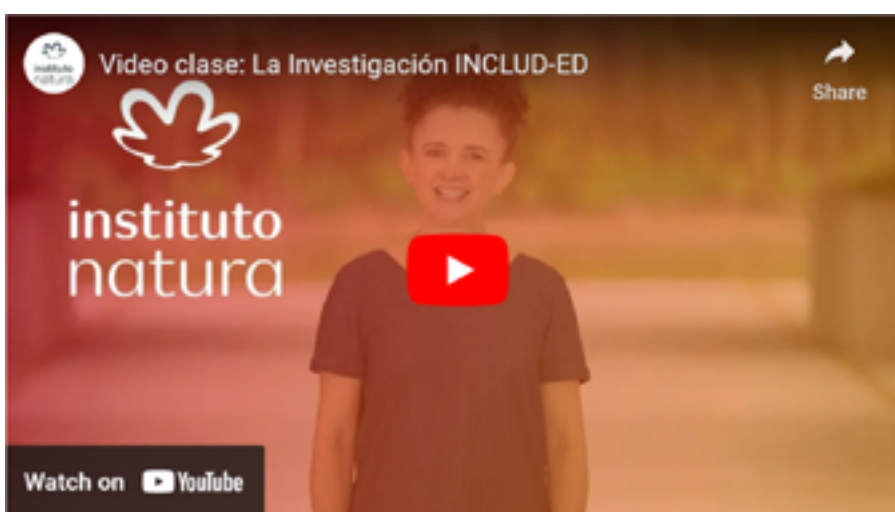 Video clase: La Investigación INCLUD-ED
Share
instituto
natura
instituto
natura
Watch on YouTube